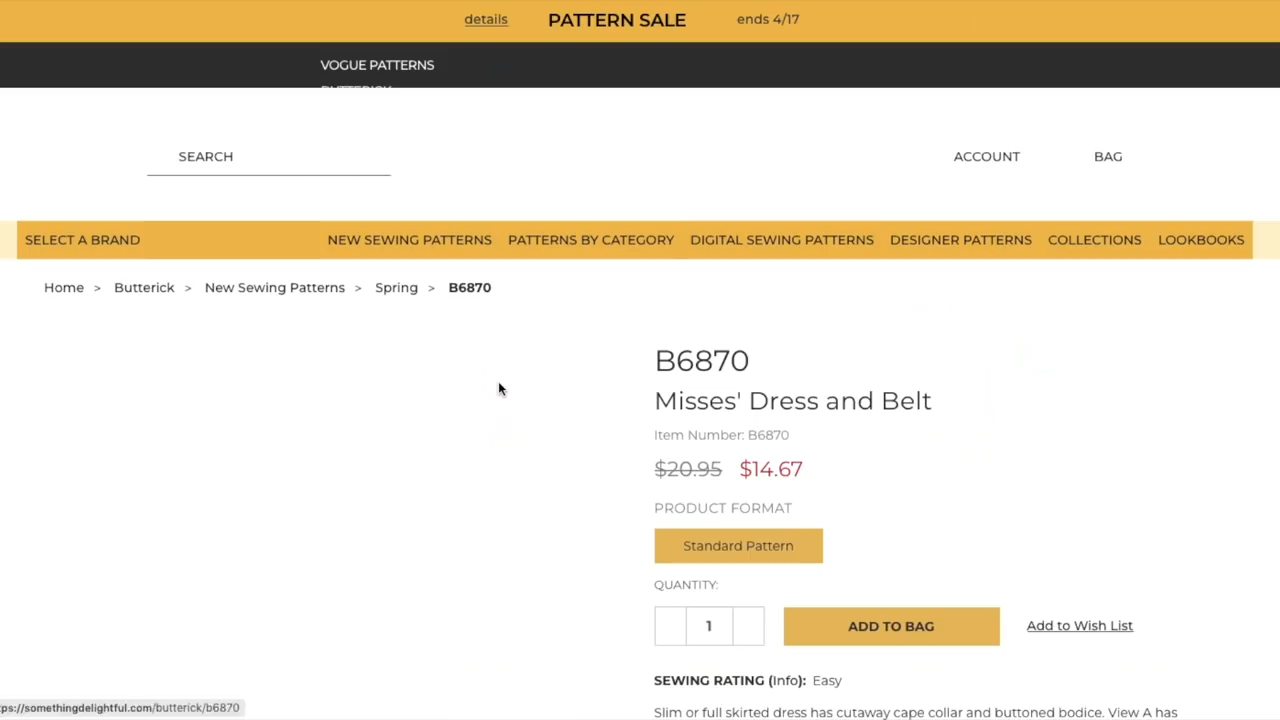 details PATTERN SALE ends 4/17
VOGUE PATTERNS
BUTTERICK
SEARCH
ACCOUNT BAG
SELECT A BRAND NEW SEWING PATTERNS PATTERNS BY CATEGORY DIGITAL SEWING PATTERNS DESIGNER PATTERNS COLLECTIONS LOOKBOOKS
Home > Butterick > New Sewing Patterns > Spring > B6870
B6870
Misses' Dress and Belt
Item Number: B6870
$20.95 $14.67
PRODUCT FORMAT
Standard Pattern
QUANTITY:
1 ADD TO BAG Add to Wish List
SEWING RATING (Info): Easy
tps://somethingdelightful.com/butterick/b6870
Slim or full skirted dress has cutaway cape collar and buttoned bodice. View A has